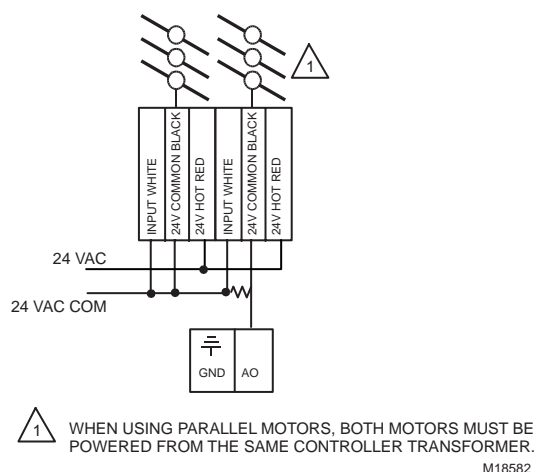 1
INPUT WHITE
24V COMMON BLACK
24V HOT RED
INPUT WHITE
24V COMMON BLACK
24V HOT RED
24 VAC
24 VAC COM
GND
AO
1
WHEN USING PARALLEL MOTORS, BOTH MOTORS MUST BE
POWERED FROM THE SAME CONTROLLER TRANSFORMER.
M18582